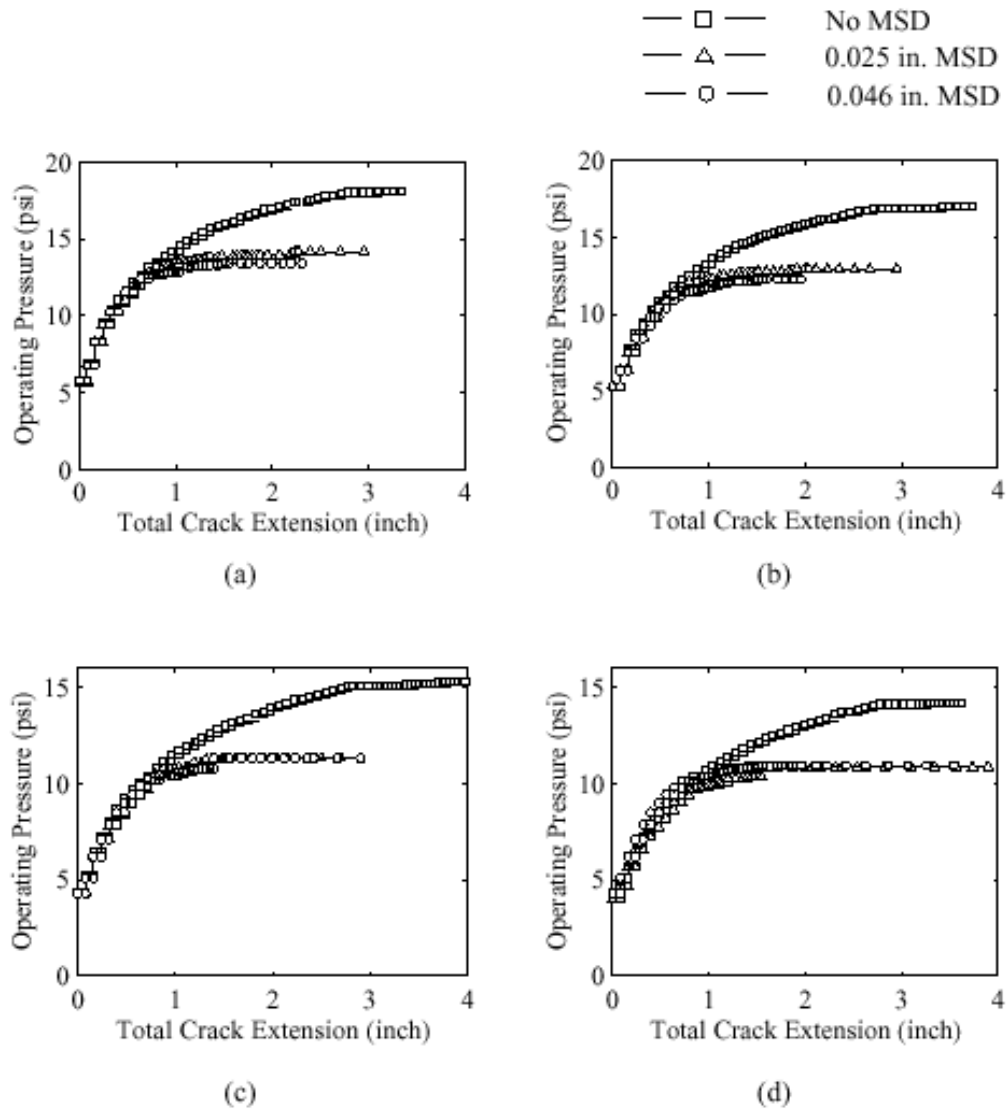 No MSD
0.025 in. MSD
0.046 in. MSD
20
15
10
5
0
Operating Pressure (psi)
0 1 2 3 4
Total Crack Extension (inch)
(a)
20
15
10
5
0
Operating Pressure (psi)
0 1 2 3 4
Total Crack Extension (inch)
(b)
15
10
5
0
Operating Pressure (psi)
0 1 2 3 4
Total Crack Extension (inch)
(c)
15
10
5
0
Operating Pressure (psi)
0 1 2 3 4
Total Crack Extension (inch)
(d)